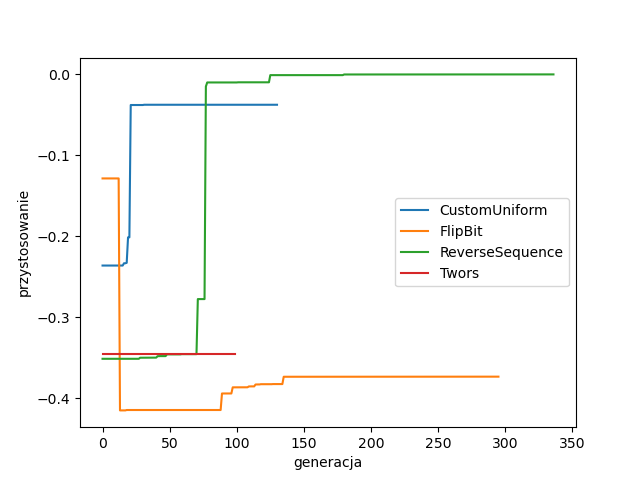 0.0
−0.1
−0.2
−0.3
−0.4
przystosowanie
CustomUniform
FlipBit
ReverseSequence
Twors
0 50 100 150 200 250 300 350
generacja